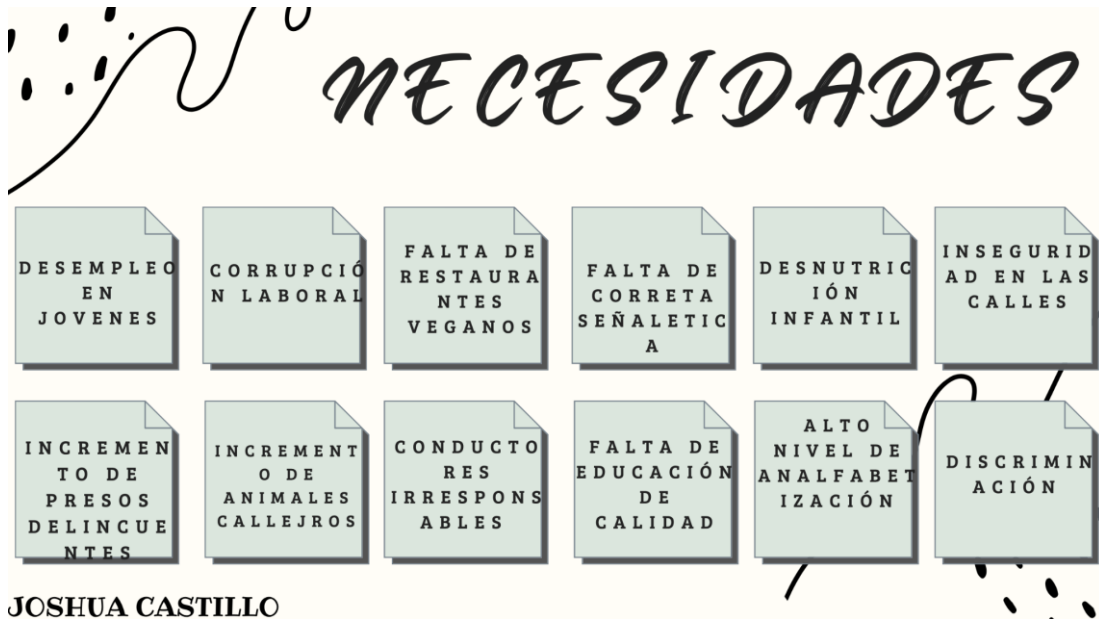 NECESIDADES
DESEMPLEO
EN
JOVENES
CORRUPCIÓ
N LABORAL
FALTA DE
RESTAURA
NTES
VEGANOS
FALTA DE
CORRETA
SEÑALETIC
A
DESNUTRIC
IÓN
INFANTIL
INSEGURID
AD EN LAS
CALLES
INCREMEN
TO DE
PRESOS
DELINCUE
NTES
INCREMENT
O DE
ANIMALES
CALLEJROS
CONDUCTO
RES
IRRESPONS
ABLES
FALTA DE
EDUCACIÓN
DE
CALIDAD
ALTO
NIVEL DE
ANALFABET
IZACIÓN
DISCRIMIN
ACIÓN
JOSHUA CASTILLO